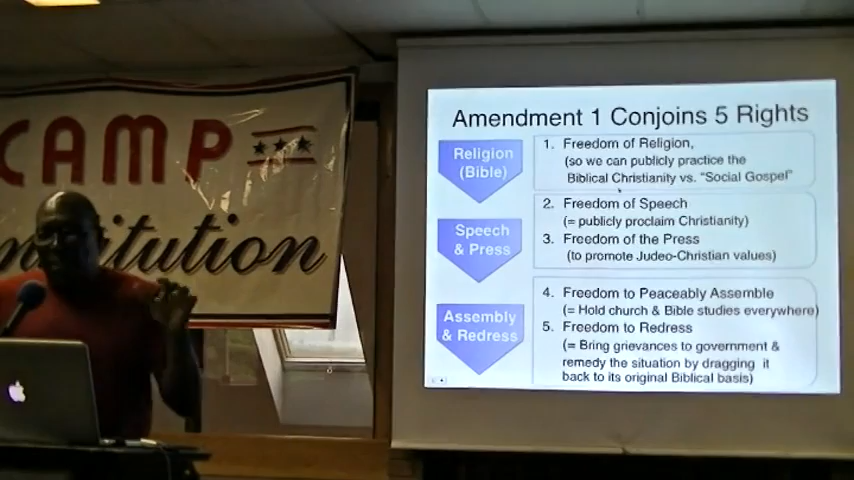 CAMP
nstitution
Amendment 1 Conjoins 5 Rights
Religion
(Bible)
1. Freedom of Religion,
(so we can publicly practice the
Biblical Christianity vs. "Social Gospel"
Speech
& Press
2. Freedom of Speech
(= publicly proclaim Christianity)
3. Freedom of the Press
(to promote Judeo-Christian values)
Assembly
& Redress
4. Freedom to Peaceably Assemble
(= Hold church & Bible studies everywhere)
5. Freedom to Redress
(= Bring grievances to government &
remedy the situation by dragging it
back to its original Biblical basis)